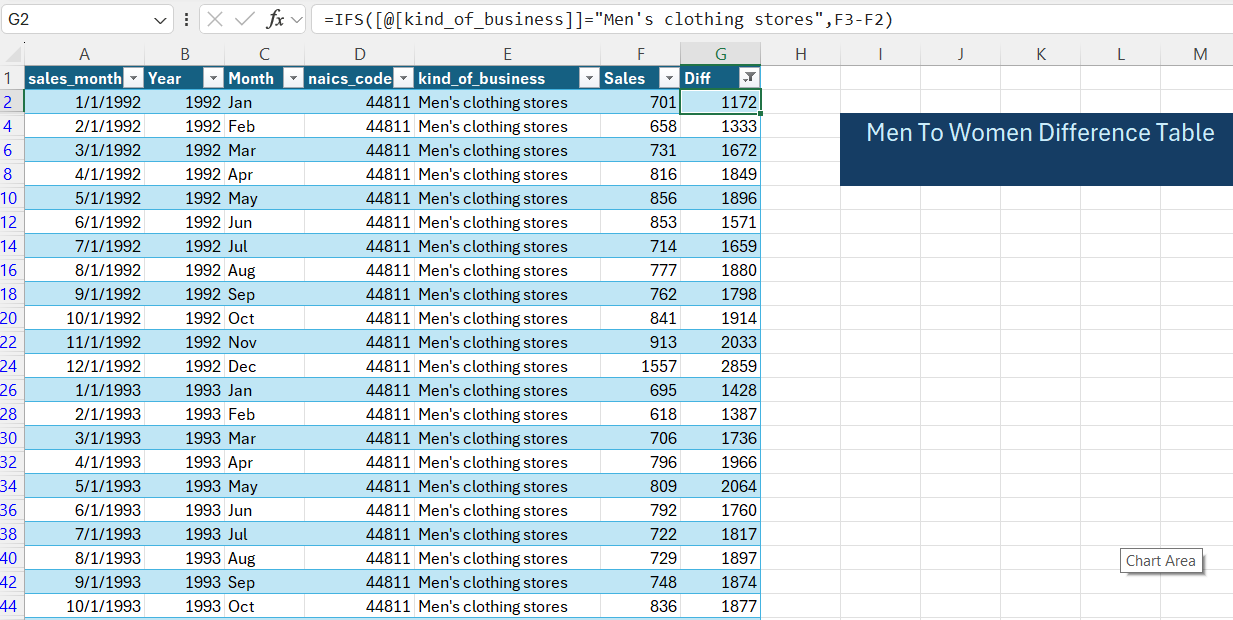 G2 fx =IFS([@[kind_of_business]]="Men's clothing stores",F3-F2)
A B C D E F G H I J K L M
1 sales_month Year Month naics_code kind_of_business Sales Diff
2 1/1/1992 1992 Jan 44811 Men's clothing stores 701 1172
4 2/1/1992 1992 Feb 44811 Men's clothing stores 658 1333
Men To Women Difference Table
6 3/1/1992 1992 Mar 44811 Men's clothing stores 731 1672
8 4/1/1992 1992 Apr 44811 Men's clothing stores 816 1849
10 5/1/1992 1992 May 44811 Men's clothing stores 856 1896
12 6/1/1992 1992 Jun 44811 Men's clothing stores 853 1571
14 7/1/1992 1992 Jul 44811 Men's clothing stores 714 1659
16 8/1/1992 1992 Aug 44811 Men's clothing stores 777 1880
18 9/1/1992 1992 Sep 44811 Men's clothing stores 762 1798
20 10/1/1992 1992 Oct 44811 Men's clothing stores 841 1914
22 11/1/1992 1992 Nov 44811 Men's clothing stores 913 2033
24 12/1/1992 1992 Dec 44811 Men's clothing stores 1557 2859
26 1/1/1993 1993 Jan 44811 Men's clothing stores 695 1428
28 2/1/1993 1993 Feb 44811 Men's clothing stores 618 1387
30 3/1/1993 1993 Mar 44811 Men's clothing stores 706 1736
32 4/1/1993 1993 Apr 44811 Men's clothing stores 796 1966
34 5/1/1993 1993 May 44811 Men's clothing stores 809 2064
36 6/1/1993 1993 Jun 44811 Men's clothing stores 792 1760
38 7/1/1993 1993 Jul 44811 Men's clothing stores 722 1817
40 8/1/1993 1993 Aug 44811 Men's clothing stores 729 1897
Chart Area
42 9/1/1993 1993 Sep 44811 Men's clothing stores 748 1874
44 10/1/1993 1993 Oct 44811 Men's clothing stores 836 1877